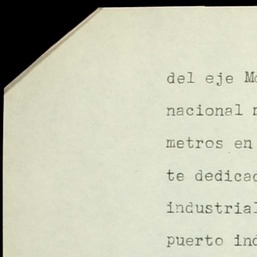 del eje Mo
nacional
metros en
te dedicad
industrial
puerto ind